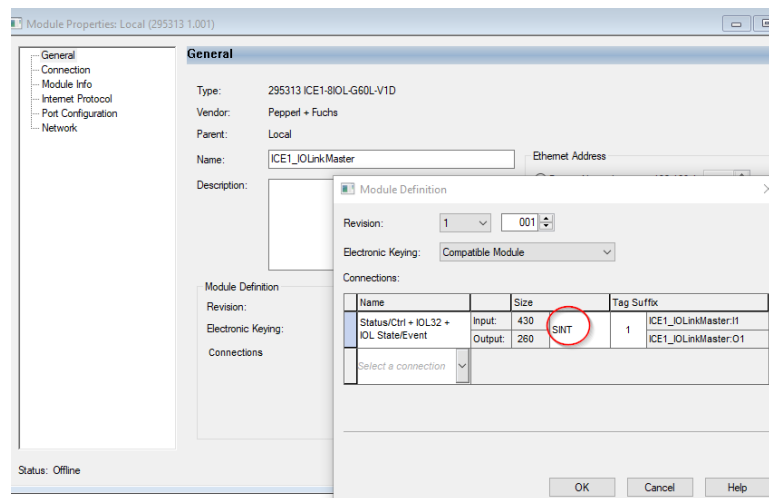 Module Properties: Local (295313 1.001)
General
Connection
Module Info
Internet Protocol
Port Configuration
Network
General
Type: 295313 ICE1-8IOL-G60L-V1D
Vendor: Pepperl + Fuchs
Parent: Local
Name: ICE1_IOLinkMaster
Ethernet Address
Description:
Module Definition
Revision:
Electronic Keying:
Connections
Status: Offline
Module Definition
Revision: 1 001
Electronic Keying: Compatible Module
Connections:
Name Size Tag Suffix
Status/Ctrl + IOL32 + Input: 430 SINT 1 ICE1_IOLinkMaster:I1
IOL State/Event Output: 260 ICE1_IOLinkMaster:O1
Select a connection
OK Cancel Help